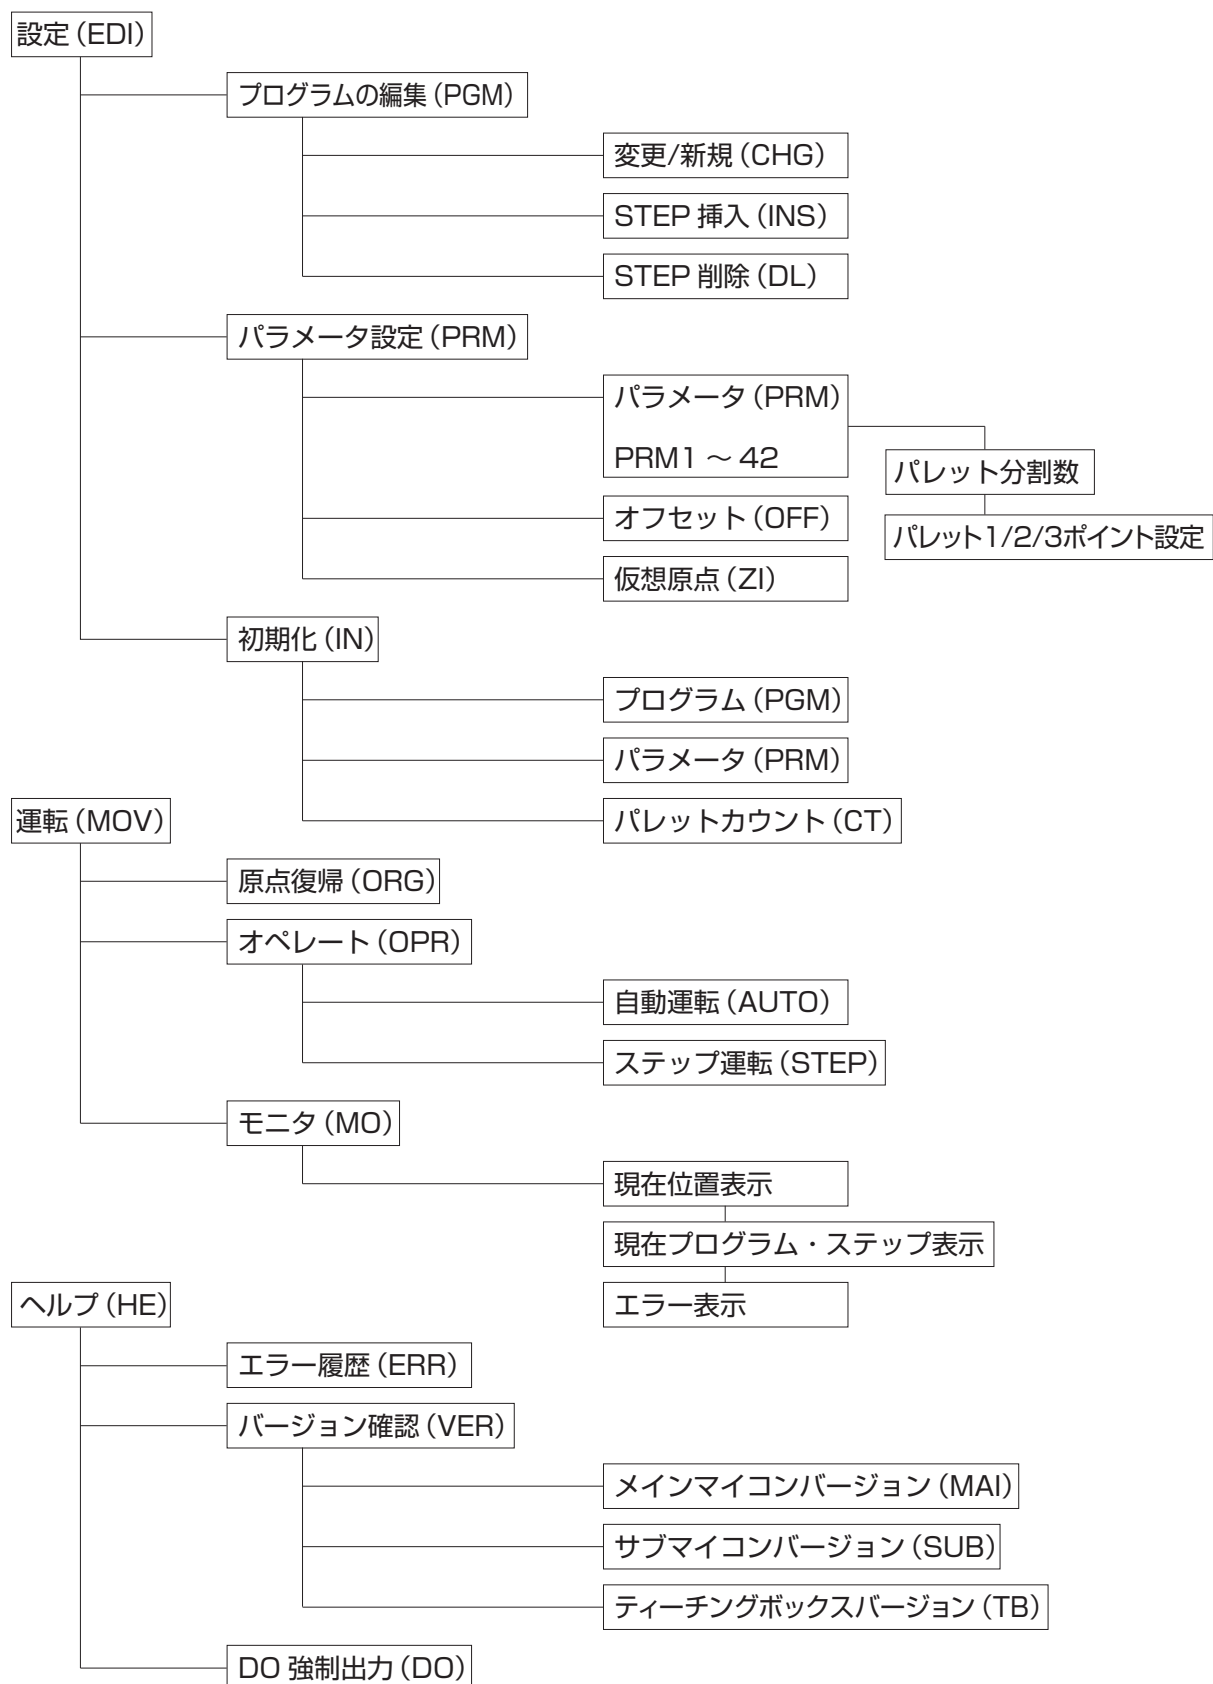 設定（EDI）
プログラムの編集（PGM）
変更/新規（CHG）
STEP 挿入（INS）
STEP 削除（DL）
パラメータ設定（PRM）
パラメータ（PRM）
PRM1 ～ 42
パレット分割数
パレット1/2/3ポイント設定
オフセット（OFF）
仮想原点（ZI）
初期化（IN）
プログラム（PGM）
パラメータ（PRM）
パレットカウント（CT）
運転（MOV）
原点復帰（ORG）
オペレート（OPR）
自動運転（AUTO）
ステップ運転（STEP）
モニタ（MO）
現在位置表示
現在プログラム・ステップ表示
エラー表示
ヘルプ（HE）
エラー履歴（ERR）
バージョン確認（VER）
メインマイコンバージョン（MAI）
サブマイコンバージョン（SUB）
ティーチングボックスバージョン（TB）
DO 強制出力（DO）